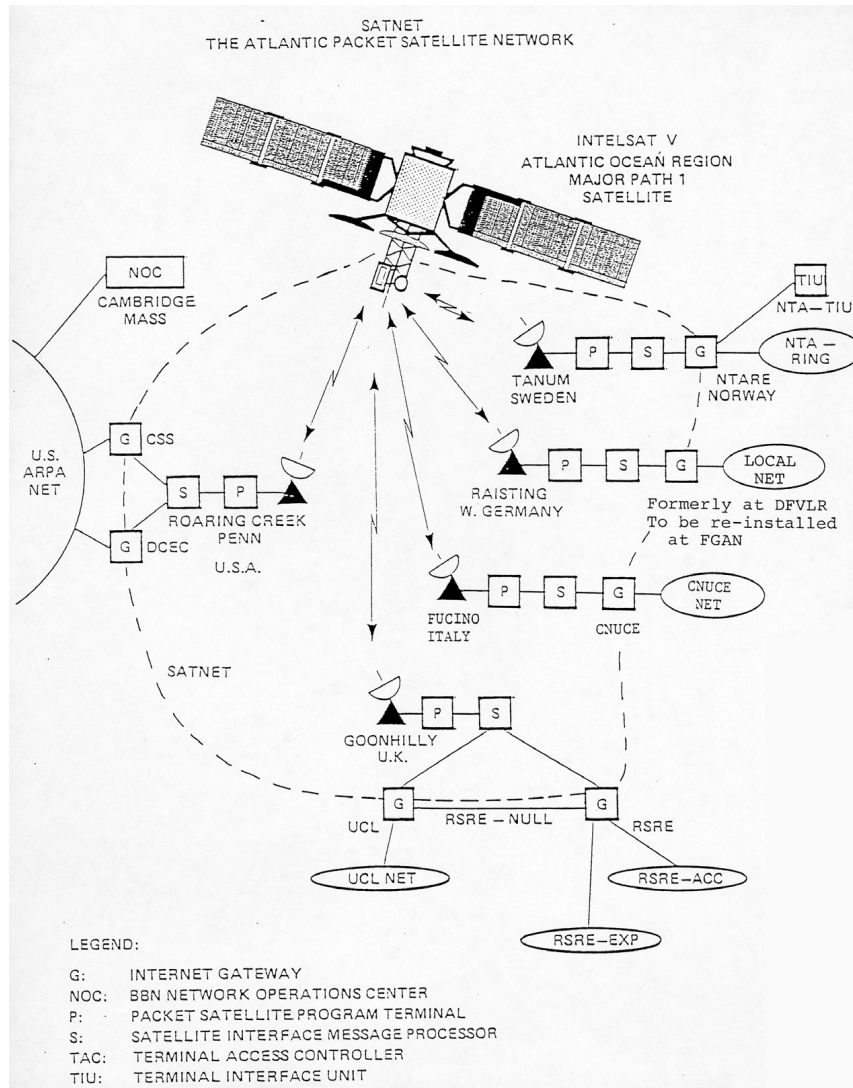 SATNET
THE ATLANTIC PACKET SATELLITE NETWORK
INTELSAT V
ATLANTIC OCEAN REGION
MAJOR PATH 1
SATELLITE
NOC
CAMBRIDGE
MASS
TIU
NTA-TIU
P
S
G
NTA-
RING
TANUM
SWEDEN
NTARE
NORWAY
G
CSS
U.S.
ARPA
NET
S
P
ROARING CREEK
PENN
U.S.A.
G
DCEC
P
S
G
LOCAL
NET
RAISTING
W. GERMANY
Formerly at DFVLR
To be re-installed
at FGAN
P
S
G
CNUCE
NET
FUCINO
ITALY
CNUCE
SATNET
P
S
GOONHILLY
U.K.
G
G
UCL
RSRE-NULL
RSRE
UCL NET
RSRE-ACC
RSRE-EXP
LEGEND:
G: INTERNET GATEWAY
NOC: BBN NETWORK OPERATIONS CENTER
P: PACKET SATELLITE PROGRAM TERMINAL
S: SATELLITE INTERFACE MESSAGE PROCESSOR
TAC: TERMINAL ACCESS CONTROLLER
TIU: TERMINAL INTERFACE UNIT